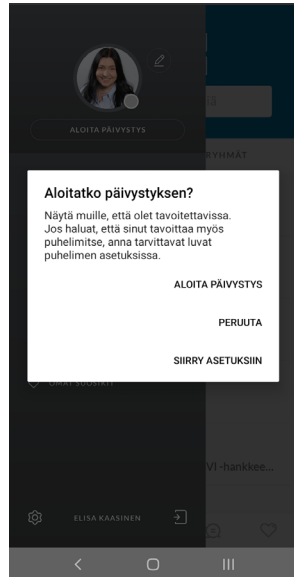 ALOITA PÄIVYSTYS
RYHMÄT
Aloitatko päivystyksen?
Näytä muille, että olet tavoitettavissa.
Jos haluat, että sinut tavoittaa myös
puhelimitse, anna tarvittavat luvat
puhelimen asetuksissa.
ALOITA PÄIVYSTYS
PERUUTA
SIIRRY ASETUKSIIN
OMAT SUOSIKIT
VI -hankkee...
ELISA KAASINEN